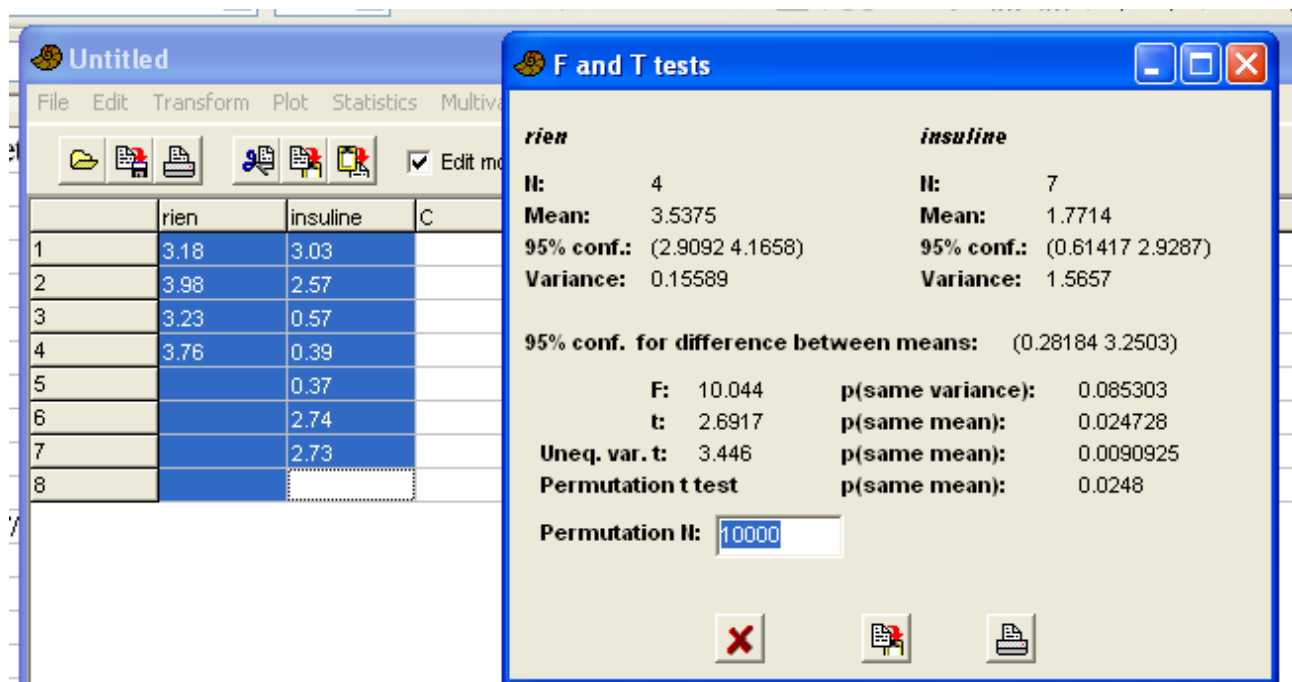 Untitled
File Edit Transform Plot Statistics
Edit
rien insuline C
1 3.18 3.03
2 3.98 2.57
3 3.23 0.57
4 3.76 0.39
5 0.37
6 2.74
7 2.73
8
F and T tests
rien insuline
N: 4 N: 7
Mean: 3.5375 Mean: 1.7714
95% conf.: (2.9092 4.1658) 95% conf.: (0.61417 2.9287)
Variance: 0.15589 Variance: 1.5657
95% conf. for difference between means: (0.28184 3.2503)
F: 10.044 p(same variance): 0.085303
t: 2.6917 p(same mean): 0.024728
Uneq. var. t: 3.446 p(same mean): 0.0090925
Permutation t test p(same mean): 0.0248
Permutation N: 10000